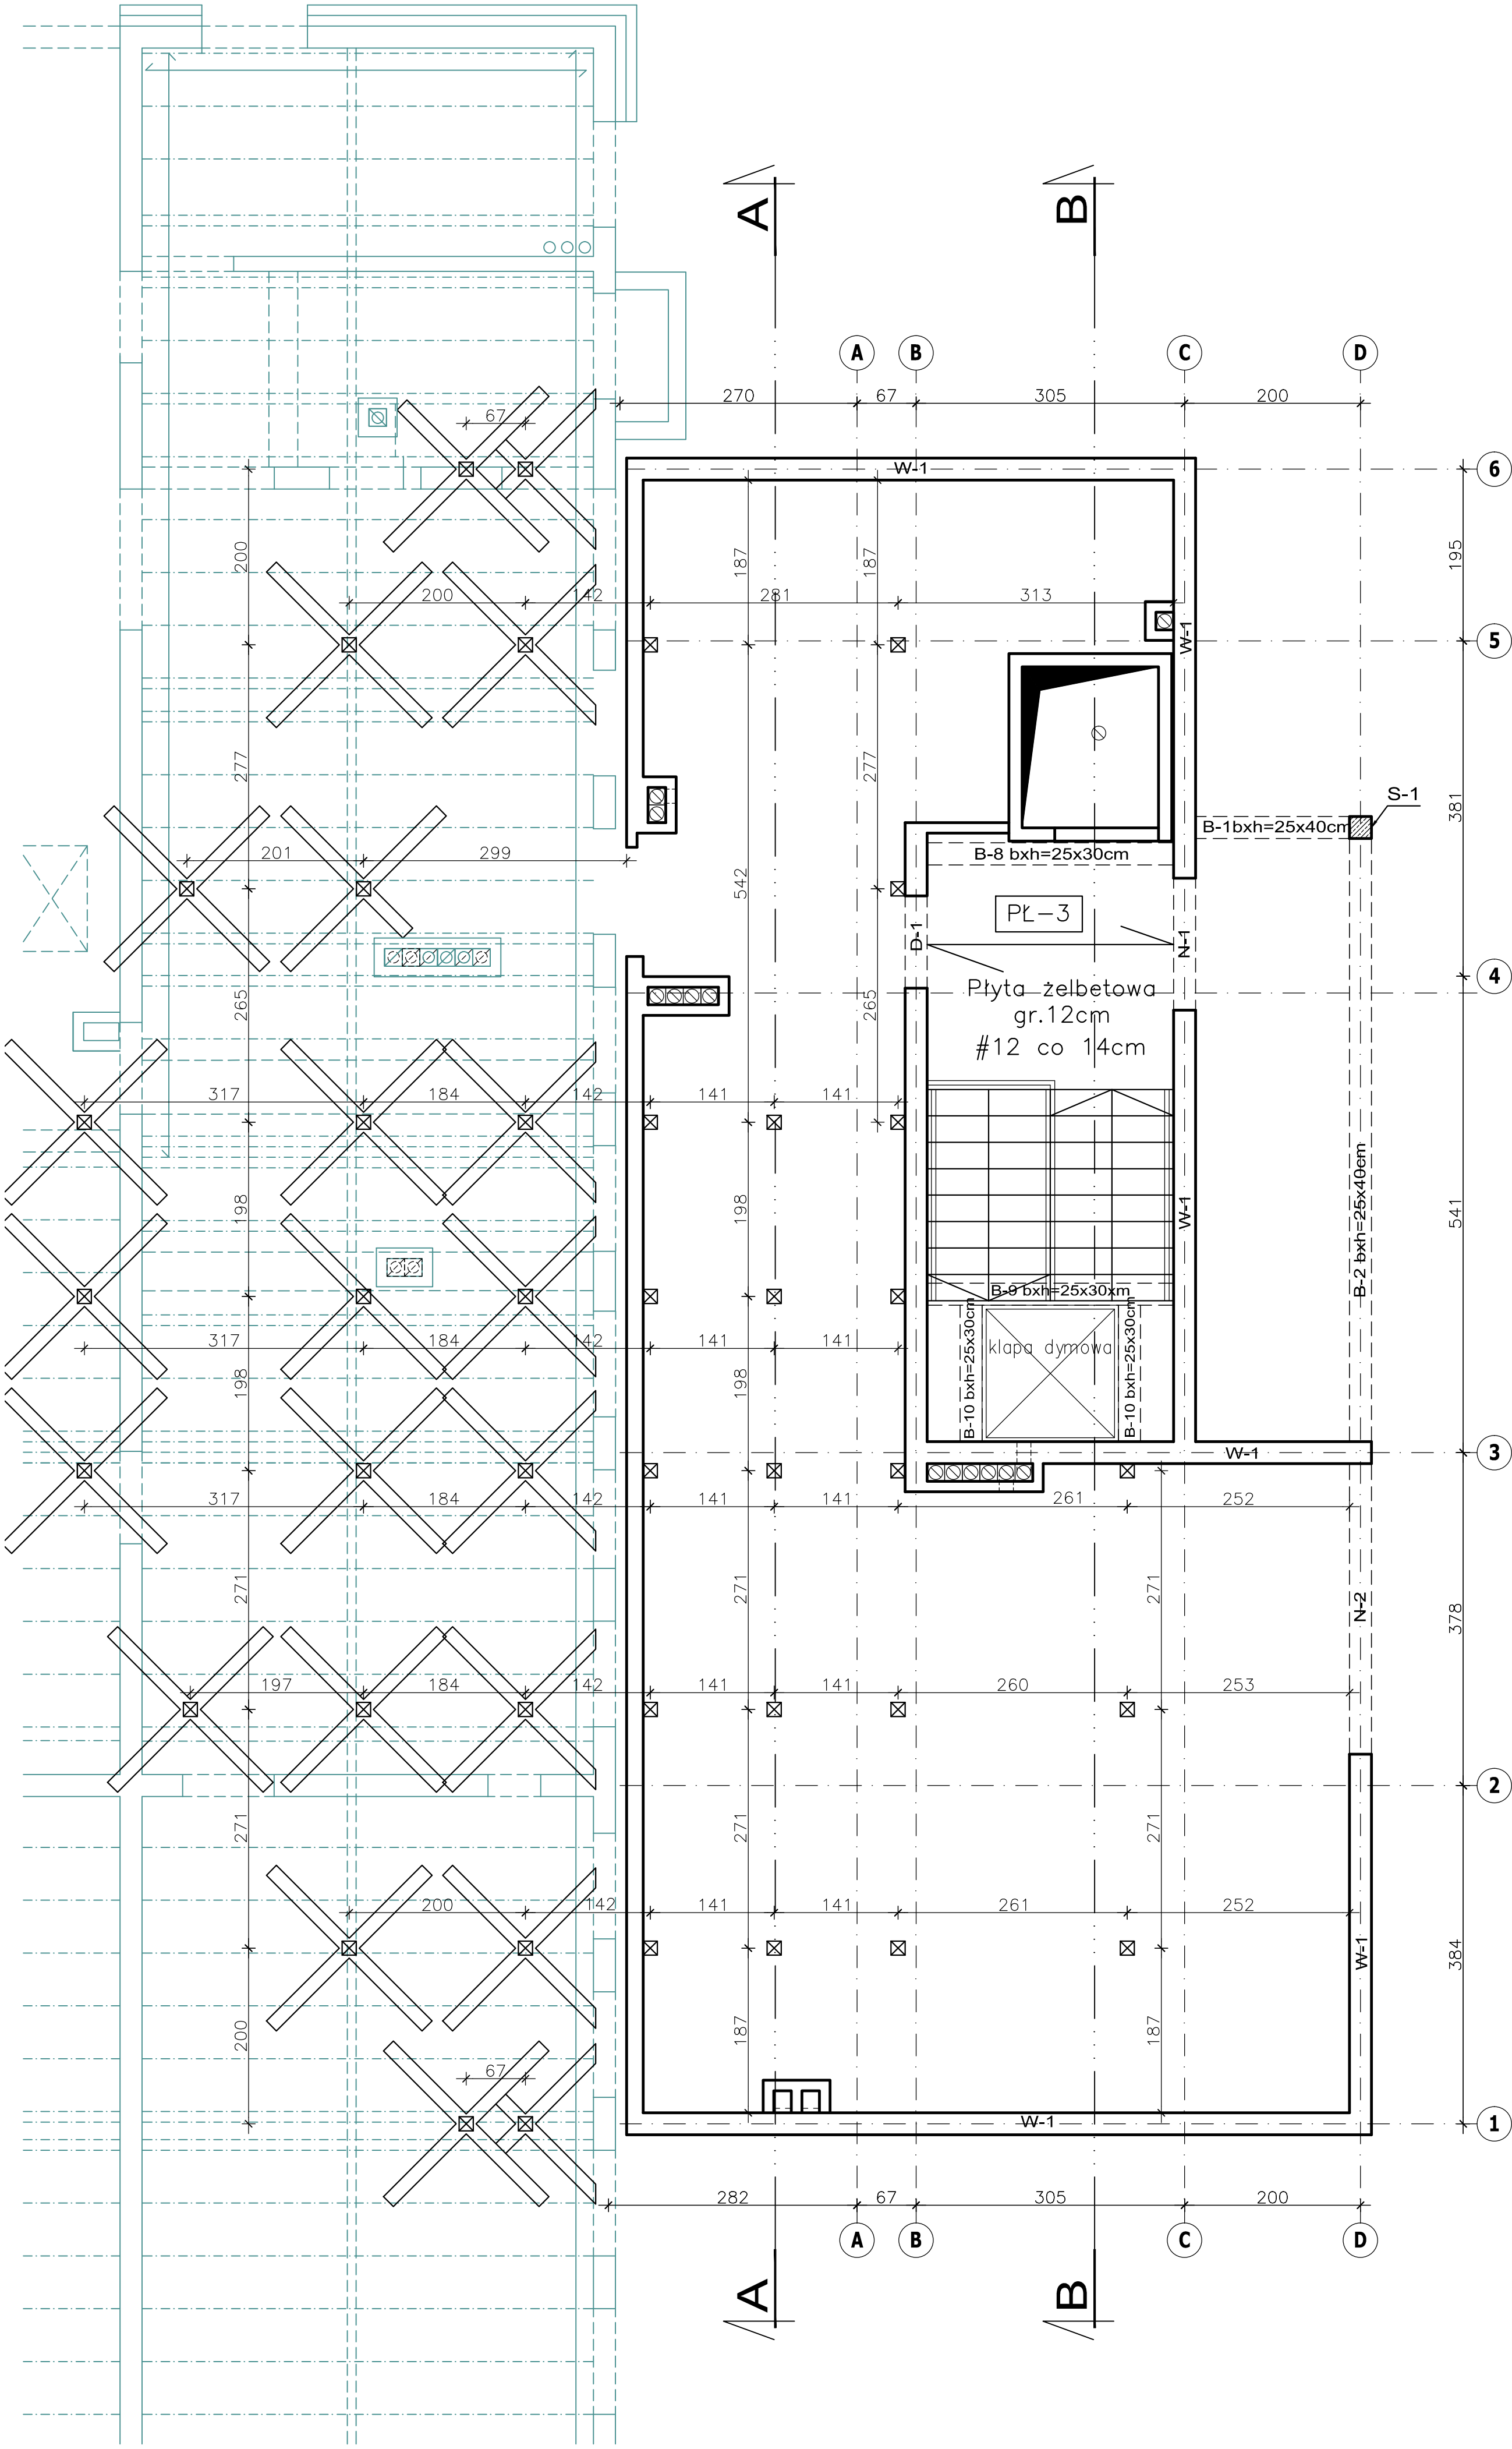 A
B
A
B
C
D
270
67
305
200
67
W-1
6
200
187
187
195
200
142
281
313
5
W-1
277
277
381
S-1
B-1bxh=25x40cm
B-8 bxh=25x30cm
201
299
542
PŁ-3
D-1
N-1
4
Płyta żelbetowa
gr.12cm
#12 co 14cm
265
265
317
184
142
141
141
198
198
W-1
541
B-2 bxh=25x40cm
B-9 bxh=25x30xm
B-10 bxh=25x30cm
klapa dymowa
B-10 bxh=25x30cm
317
184
142
141
141
198
198
W-1
3
317
184
142
141
141
261
252
271
271
271
N-2
378
197
184
142
141
141
260
253
2
271
271
271
200
142
141
141
261
252
W-1
384
200
187
187
67
W-1
1
282
67
305
200
A
B
C
D
A
B